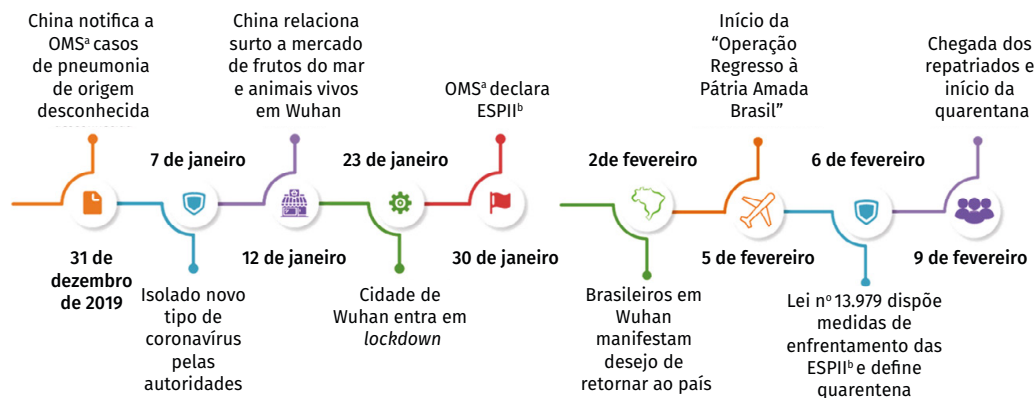 China notifica a
OMSª casos
de pneumonia
de origem
desconhecida
31 de
dezembro
de 2019
7 de janeiro
Isolado novo
tipo de
coronavírus
pelas
autoridades
China relaciona
surto a mercado
de frutos do mar
e animais vivos
em Wuhan
12 de janeiro
23 de janeiro
Cidade de
Wuhan entra em
lockdown
OMSª declara
ESPIIᵇ
30 de janeiro
2de fevereiro
Brasileiros em
Wuhan
manifestam
desejo de
retornar ao país
Início da
“Operação
Regresso à
Pátria Amada
Brasil”
5 de fevereiro
6 de fevereiro
Lei nº 13.979 dispõe
medidas de
enfrentamento das
ESPIIᵇ e define
quarentena
Chegada dos
repatriados e
início da
quarentana
9 de fevereiro